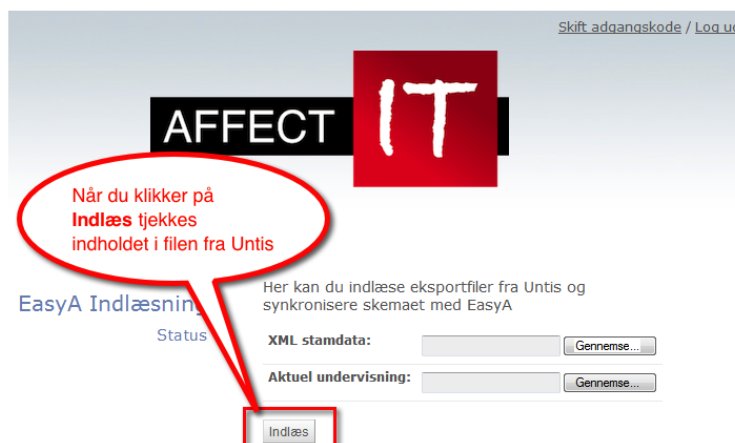 Skift adgangskode / Log ud
AFFECT IT
Når du klikker på
Indlæs tjekkes
indholdet i filen fra Untis
Her kan du indlæse eksportfiler fra Untis og
synkronisere skemaet med EasyA
EasyA Indlæsning
Status
XML stamdata:
Gennemse...
Aktuel undervisning:
Gennemse...
Indlæs